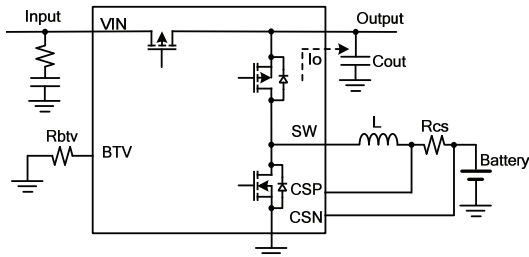 Input
VIN
Output
Io
Cout
SW
L
Rcs
Rbtv
BTV
Battery
CSP
CSN